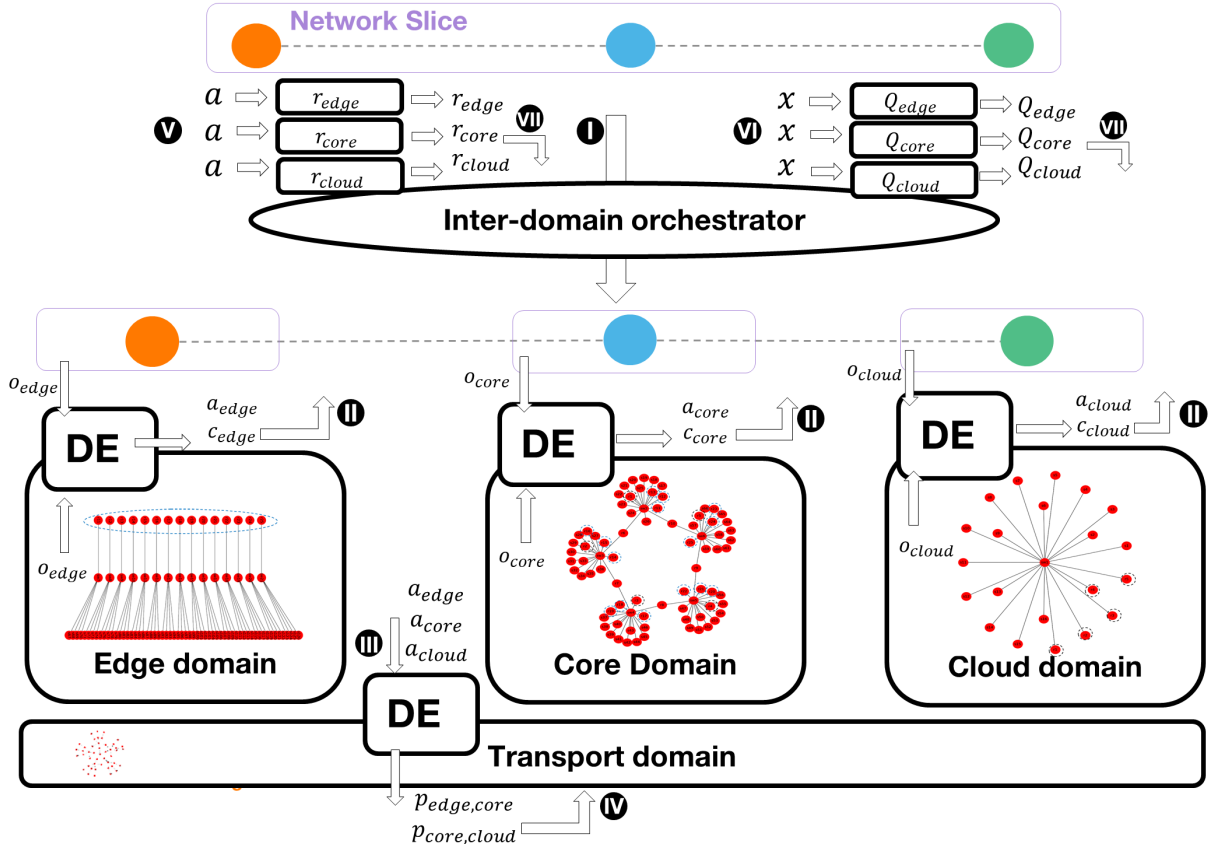 Network Slice
a
r_edge
r_edge
V
a
r_core
r_core
VII
a
r_cloud
r_cloud
I
VI
x
Q_edge
Q_edge
x
Q_core
Q_core
VII
x
Q_cloud
Q_cloud
Inter-domain orchestrator
o_edge
DE
a_edge
c_edge
II
o_edge
Edge domain
o_core
DE
a_core
c_core
II
o_core
Core Domain
o_cloud
DE
a_cloud
c_cloud
II
o_cloud
Cloud domain
III
a_edge
a_core
a_cloud
DE
Transport domain
p_edge,core
p_core,cloud
IV